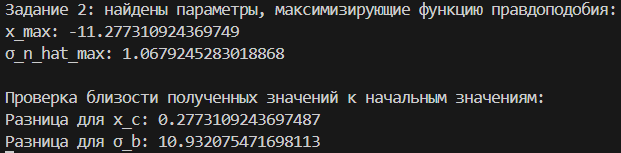 Задание 2: найдены параметры, максимизирующие функцию правдоподобия:
x_max: -11.277310924369749
σ_n_hat_max: 1.0679245283018868
Проверка близости полученных значений к начальным значениям:
Разница для x_c: 0.2773109243697487
Разница для σ_b: 10.932075471698113